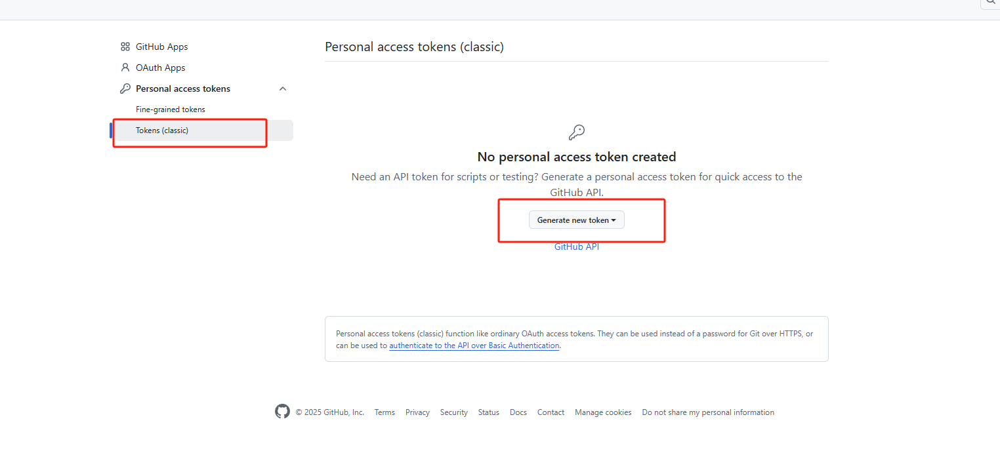 GitHub Apps
OAuth Apps
Personal access tokens
Fine-grained tokens
Tokens (classic)
Personal access tokens (classic)
No personal access token created
Need an API token for scripts or testing? Generate a personal access token for quick access to the
GitHub API.
Generate new token
GitHub API
Personal access tokens (classic) function like ordinary OAuth access tokens. They can be used instead of a password for Git over HTTPS, or
can be used to authenticate to the API over Basic Authentication.
© 2025 GitHub, Inc. Terms Privacy Security Status Docs Contact Manage cookies Do not share my personal information